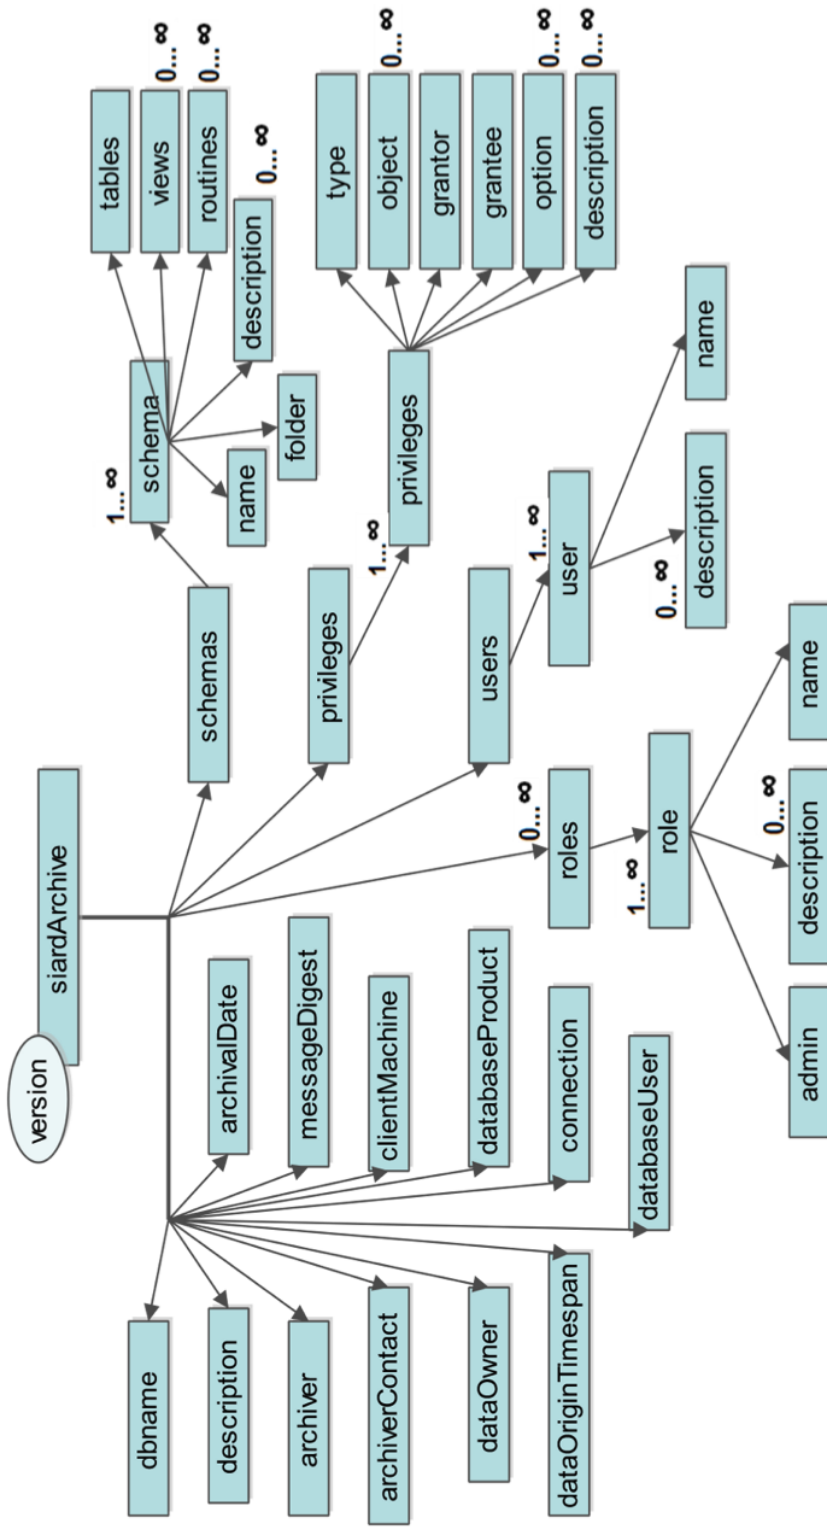 version
siardArchive
dbname
description
archiver
archiverContact
dataOwner
dataOriginTimespan
archivalDate
messageDigest
clientMachine
databaseProduct
connection
databaseUser
schemas
1...∞
schema
name
folder
description
0...∞
tables
views
0...∞
routines
0...∞
privileges
1...∞
privileges
type
object
0...∞
grantor
grantee
option
0...∞
description
0...∞
users
1...∞
user
0...∞
description
name
roles
0...∞
1...∞
role
admin
description
0...∞
name